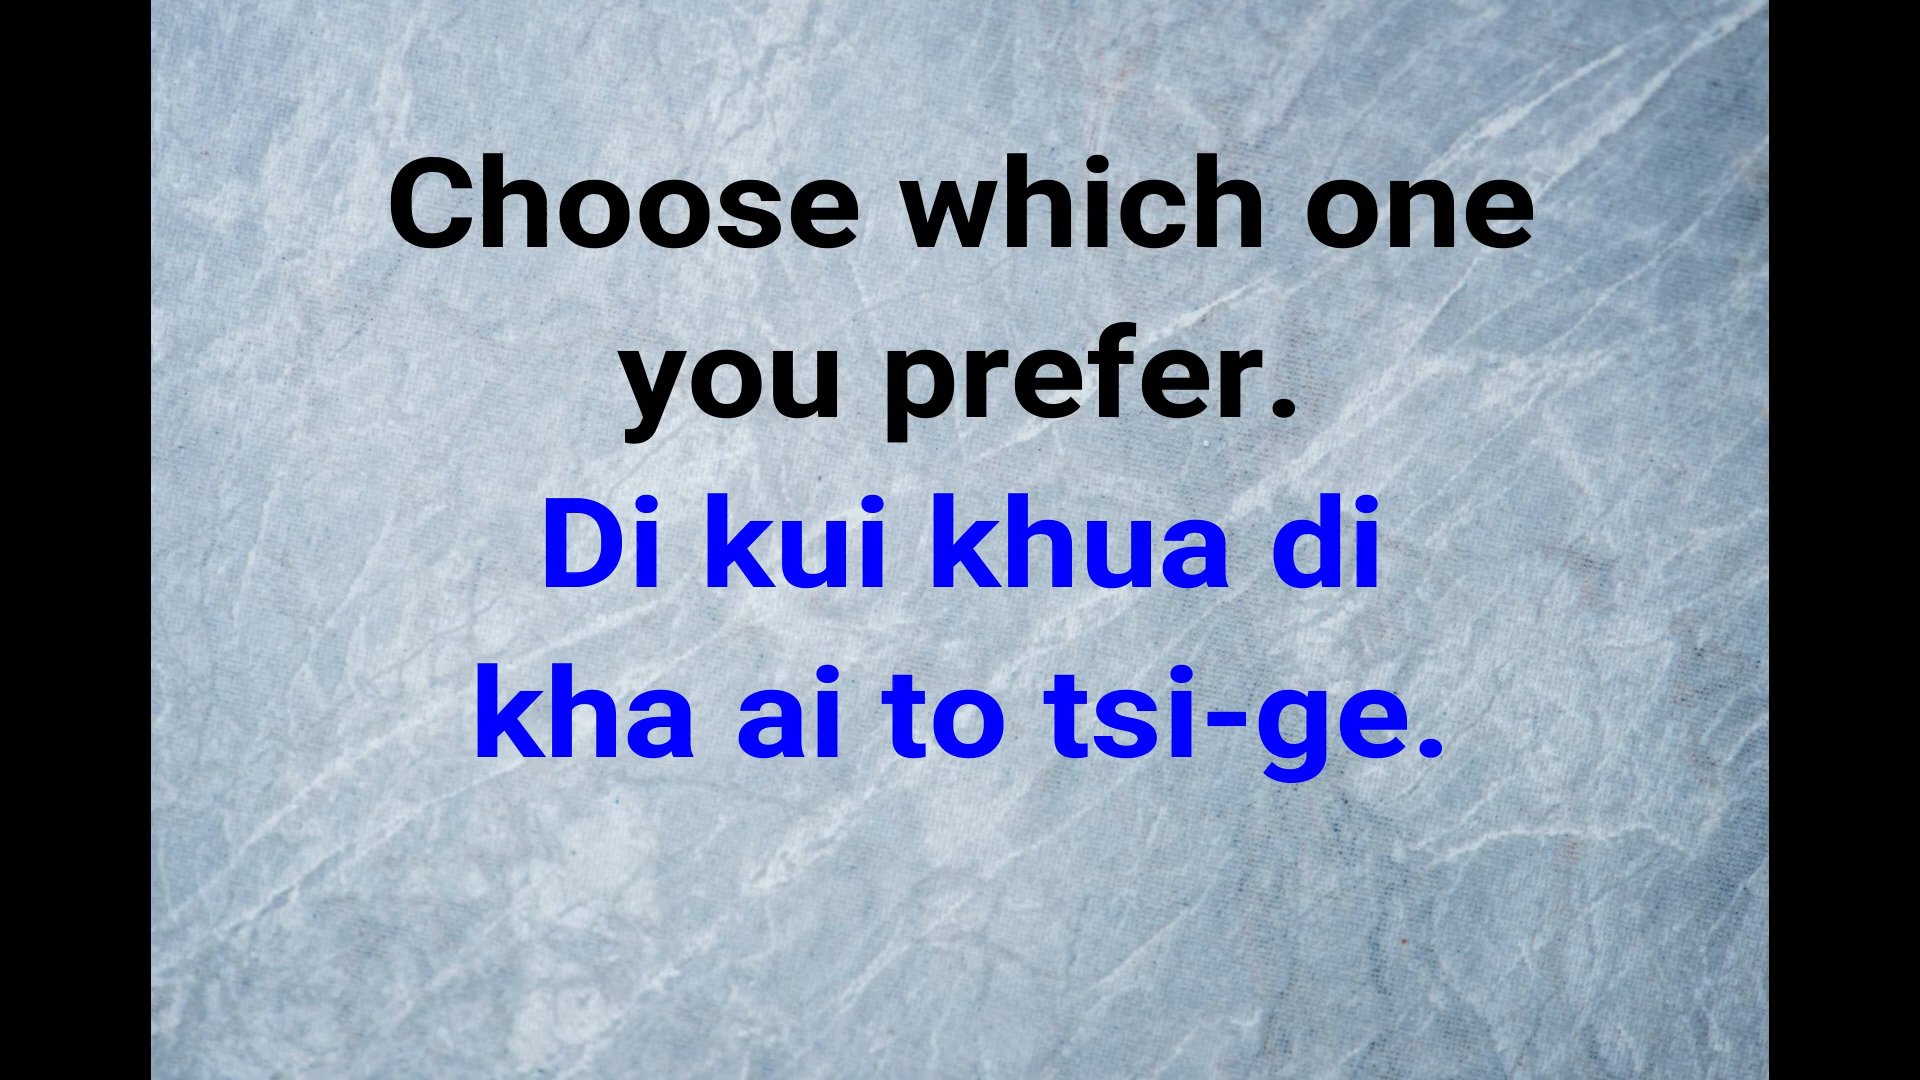 Choose which one
you prefer.
Di kui khua di
kha ai to tsi-ge.